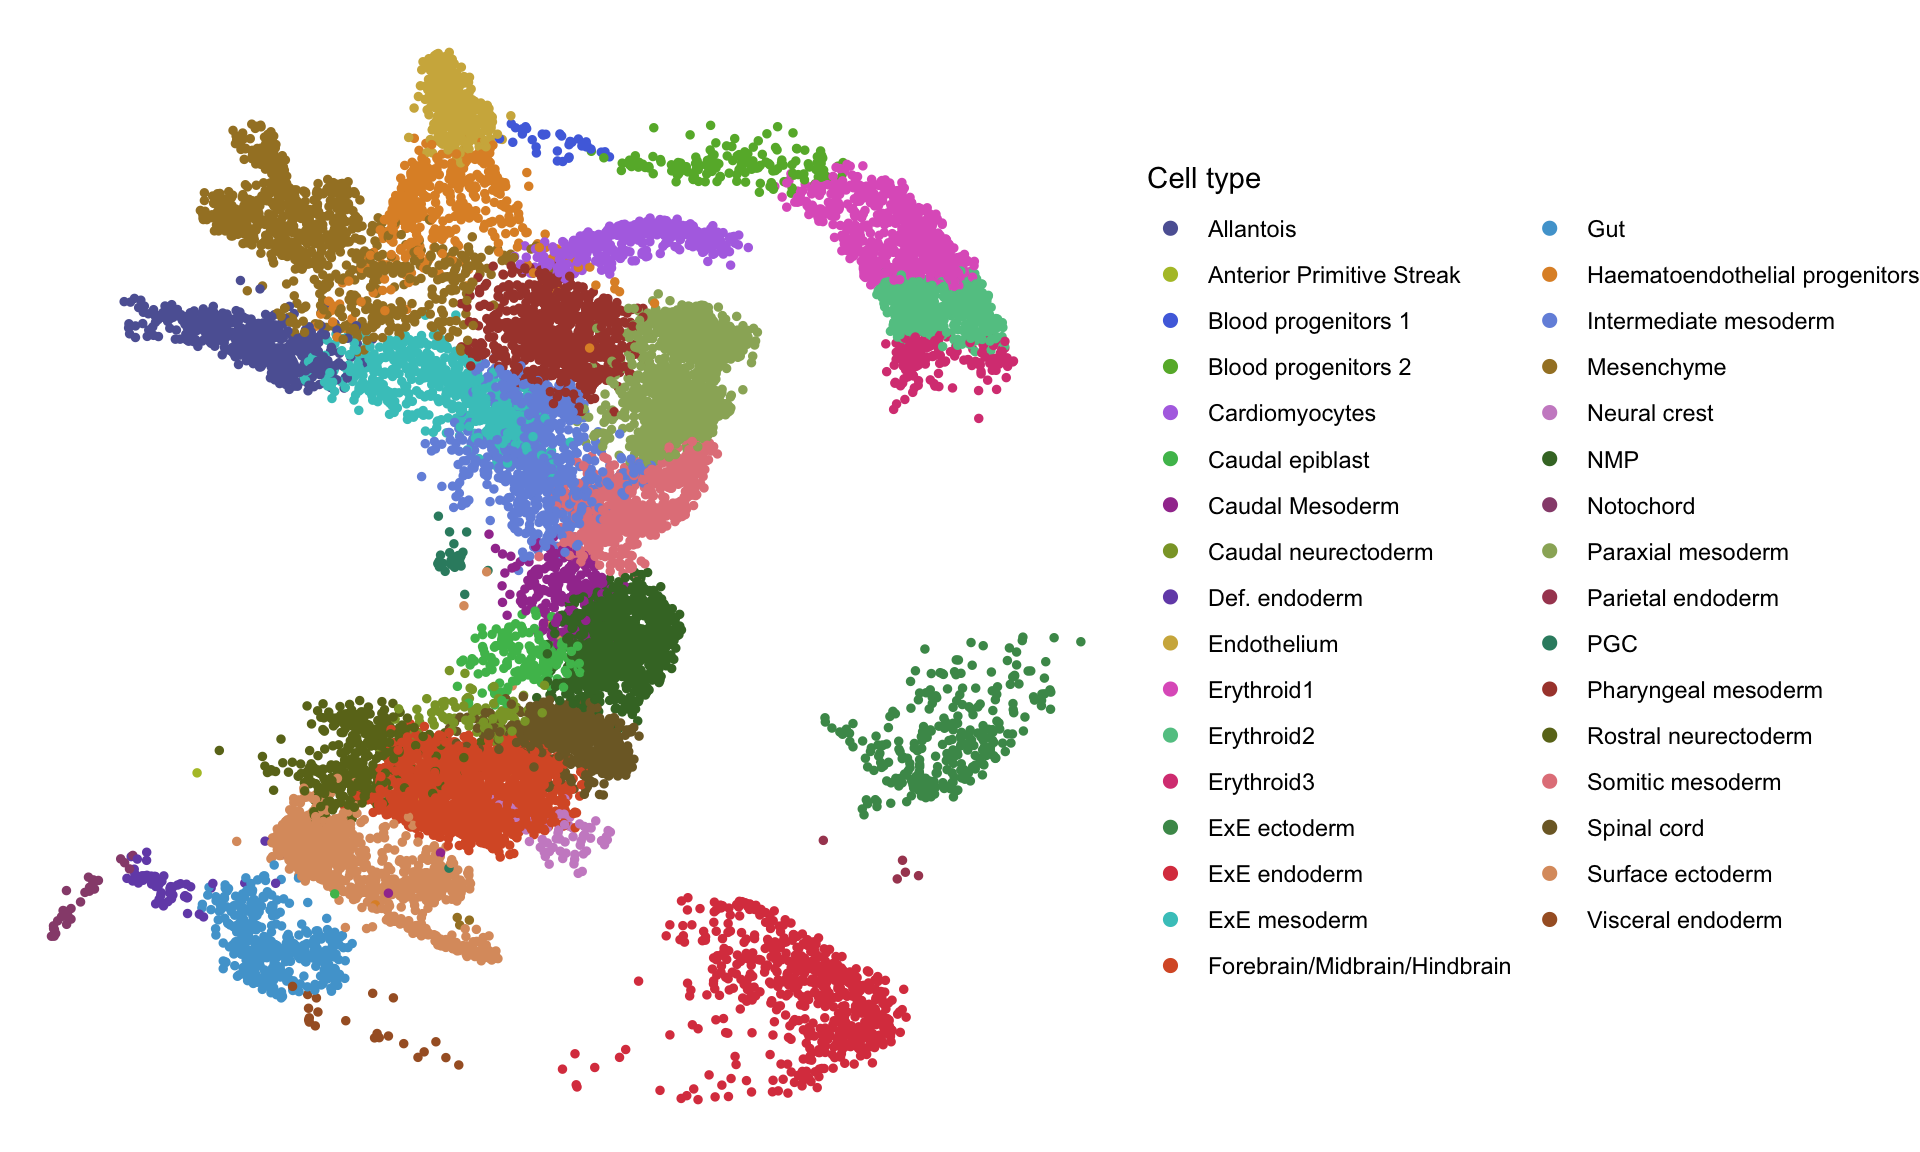 Cell type
Allantois
Anterior Primitive Streak
Blood progenitors 1
Blood progenitors 2
Cardiomyocytes
Caudal epiblast
Caudal Mesoderm
Caudal neurectoderm
Def. endoderm
Endothelium
Erythroid1
Erythroid2
Erythroid3
ExE ectoderm
ExE endoderm
ExE mesoderm
Forebrain/Midbrain/Hindbrain
Gut
Haematoendothelial progenitors
Intermediate mesoderm
Mesenchyme
Neural crest
NMP
Notochord
Paraxial mesoderm
Parietal endoderm
PGC
Pharyngeal mesoderm
Rostral neurectoderm
Somitic mesoderm
Spinal cord
Surface ectoderm
Visceral endoderm